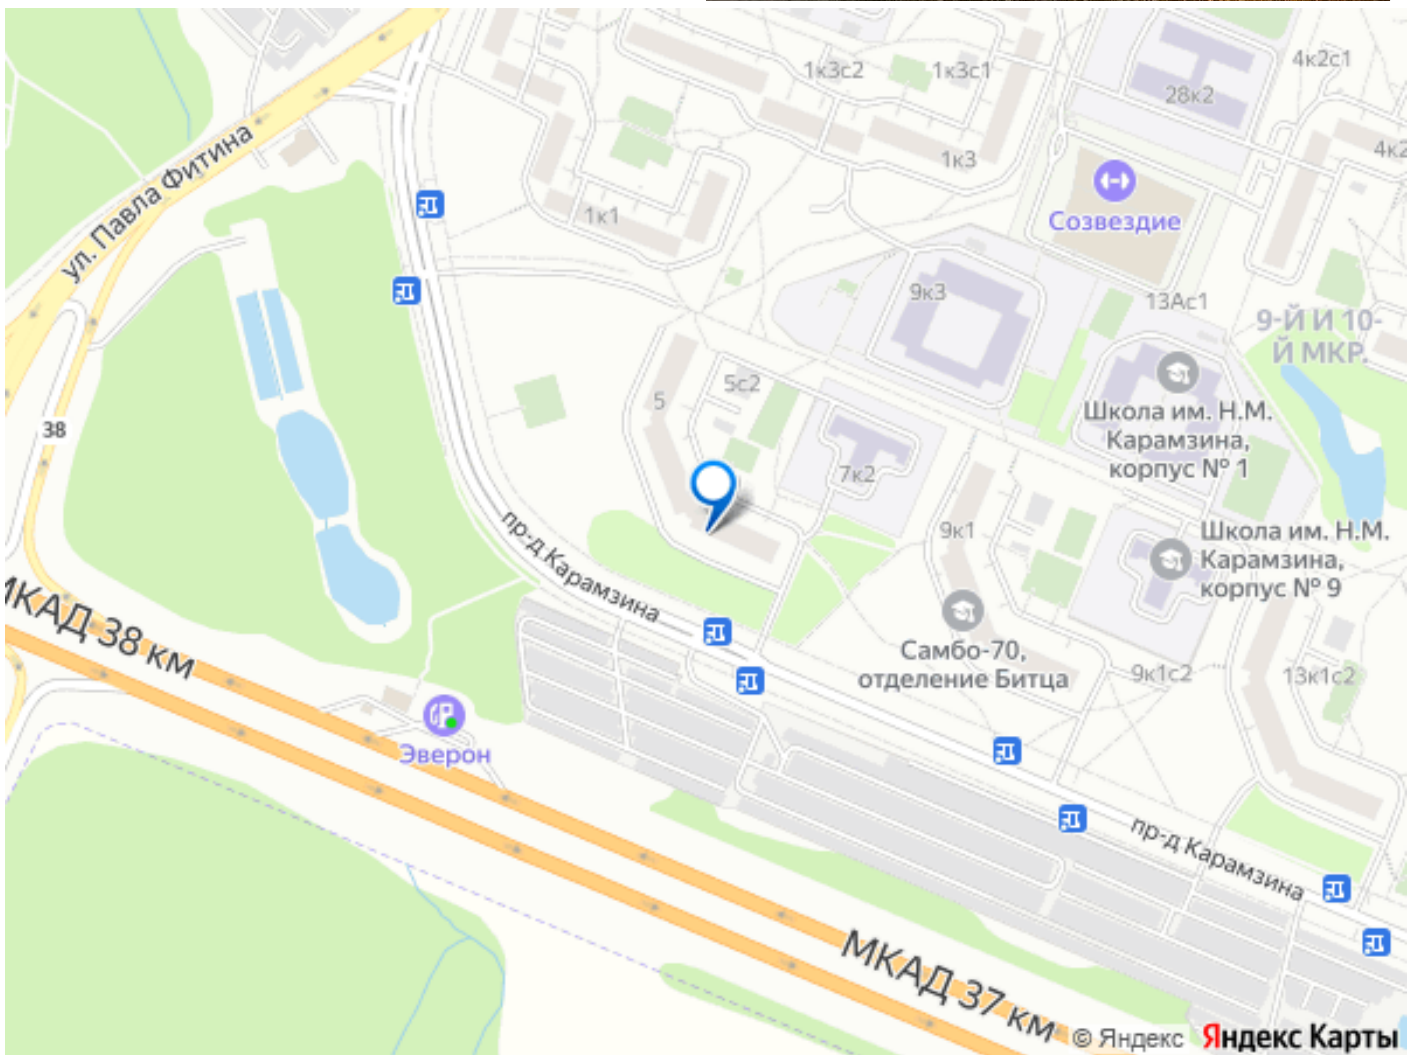 4к2с1
1к3с2
1к3с1
28к2
4к2
1к3
ул. Павла Фитина
1к1
Созвездие
9к3
13Ас1
9-Й И 10-
Й МКР.
5с2
5
Школа им. Н.М.
Карамзина,
корпус № 1
38
7к2
9к1
Школа им. Н.М.
Карамзина,
корпус № 9
пр-д Карамзина
МКАД 38 км
Самбо-70,
отделение Битца
9к1с2
13к1с2
Эверон
пр-д Карамзина
МКАД 37 км
© Яндекс Яндекс Карты